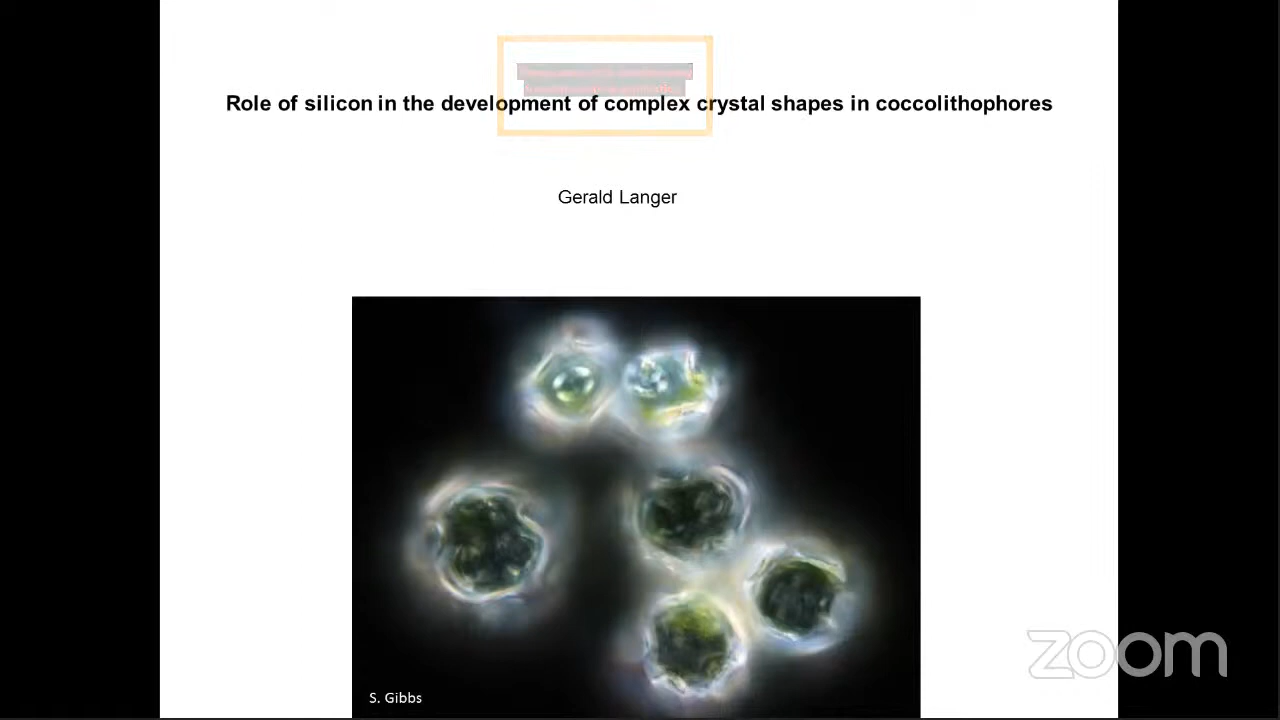 Role of silicon in the development of complex crystal shapes in coccolithophores
Gerald Langer
S. Gibbs
zoom